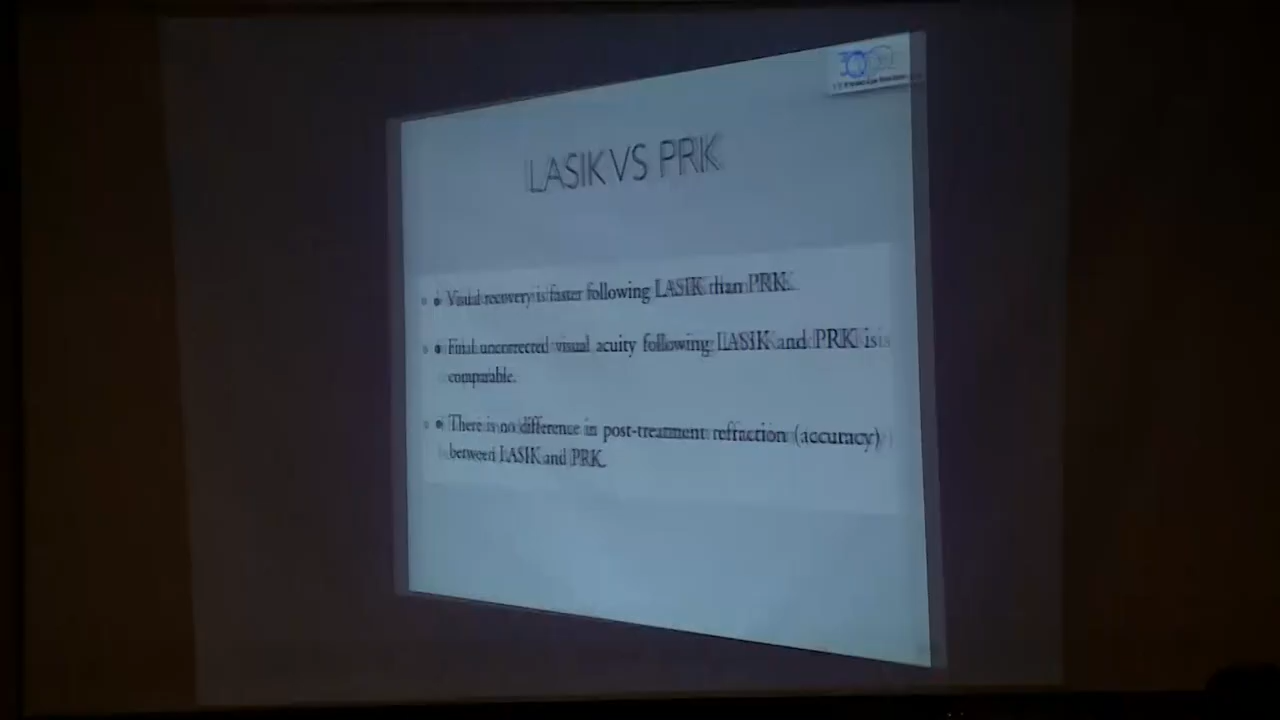 LASIK VS PRK
• Visual recovery is faster following LASIK than PRK.
• Final uncorrected visual acuity following LASIK and PRK is
comparable.
• There is no difference in post-treatment refraction (accuracy)
between LASIK and PRK.